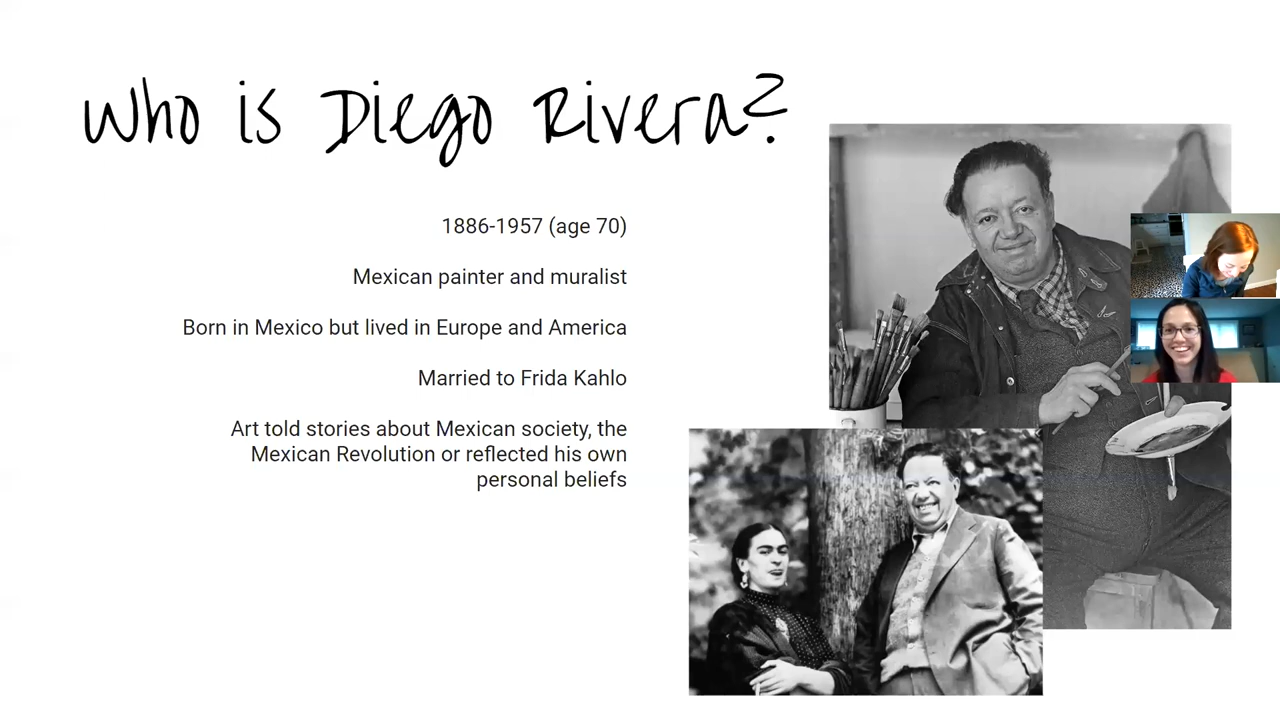 Who is Diego Rivera?
1886-1957 (age 70)
Mexican painter and muralist
Born in Mexico but lived in Europe and America
Married to Frida Kahlo
Art told stories about Mexican society, the
Mexican Revolution or reflected his own
personal beliefs